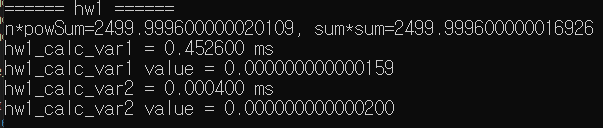 ====== hw1 ======
n*powSum=2499.999600000020109, sum*sum=2499.999600000016926
hw1_calc_var1 = 0.452600 ms
hw1_calc_var1 value = 0.000000000000159
hw1_calc_var2 = 0.000400 ms
hw1_calc_var2 value = 0.000000000000200